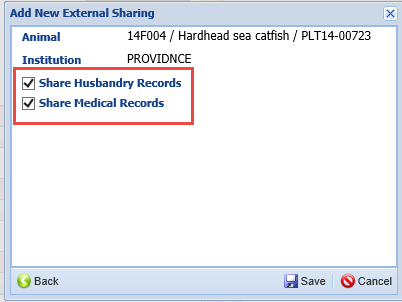 Add New External Sharing
Animal 14F004 / Hardhead sea catfish / PLT14-00723
Institution PROVIDNCE
Share Husbandry Records
Share Medical Records
Back Save Cancel